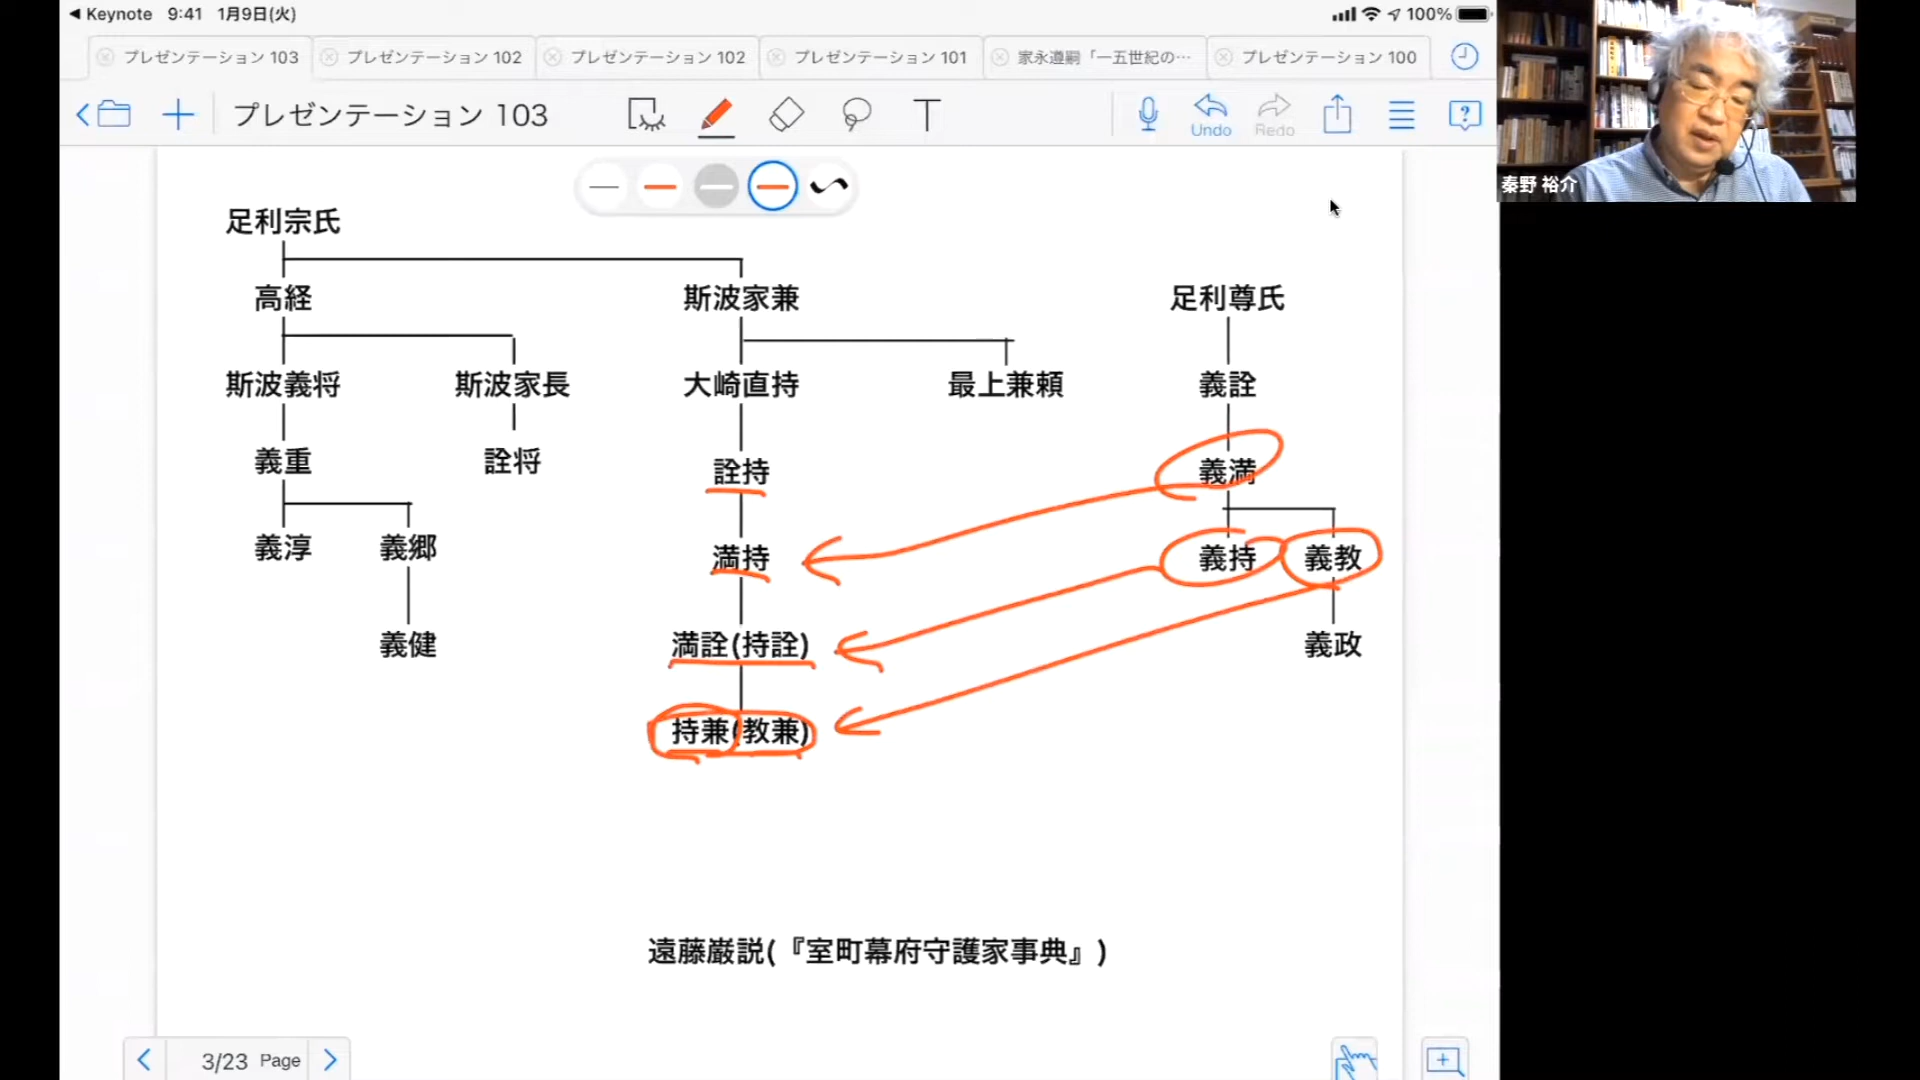 Keynote 9:41 1月9日(火) 100%
プレゼンテーション 103 プレゼンテーション 102 プレゼンテーション 102 プレゼンテーション 101 家永遵嗣「一五世紀の… プレゼンテーション 100
プレゼンテーション 103 T Undo Redo ?
秦野 裕介
足利宗氏
高経 斯波家兼 足利尊氏
斯波義将 斯波家長 大崎直持 最上兼頼 義詮
義重 詮将 詮持 義満
義淳 義郷 満持 義持 義教
義健 満詮(持詮) 義政
持兼(教兼)
遠藤巌説(『室町幕府守護家事典』)
3/23 Page